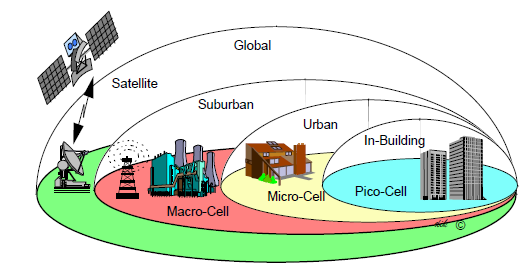 Global
Satellite
Suburban
Urban
In-Building
Pico-Cell
Micro-Cell
Macro-Cell
©